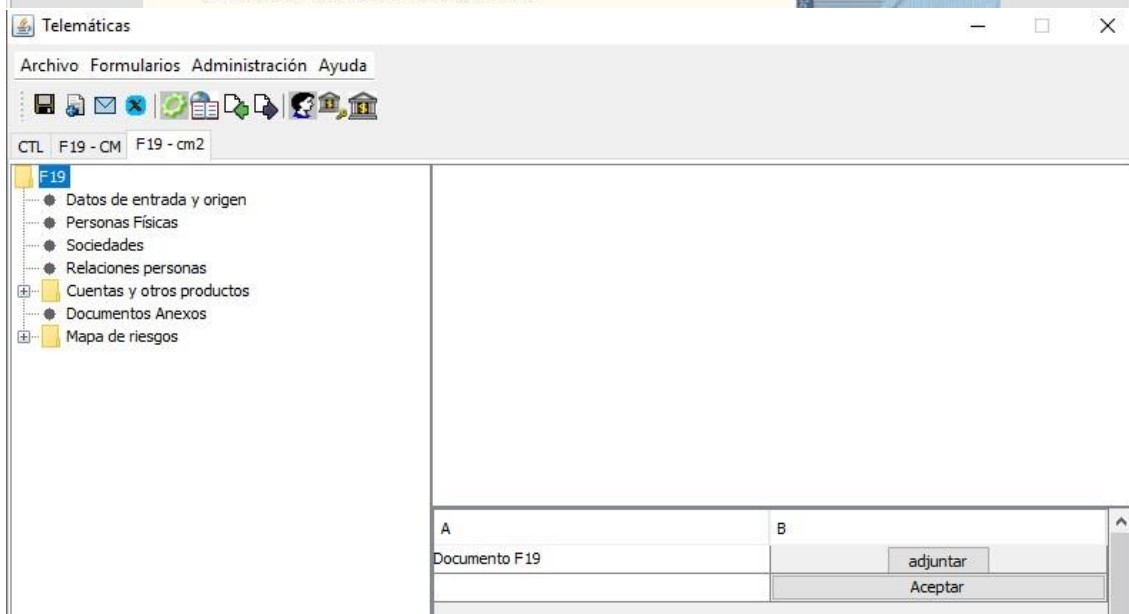 Telemáticas
Archivo Formularios Administración Ayuda
CTL F19 - CM F19 - cm2
F19
Datos de entrada y origen
Personas Físicas
Sociedades
Relaciones personas
Cuentas y otros productos
Documentos Anexos
Mapa de riesgos
A B
Documento F19 adjuntar
Aceptar